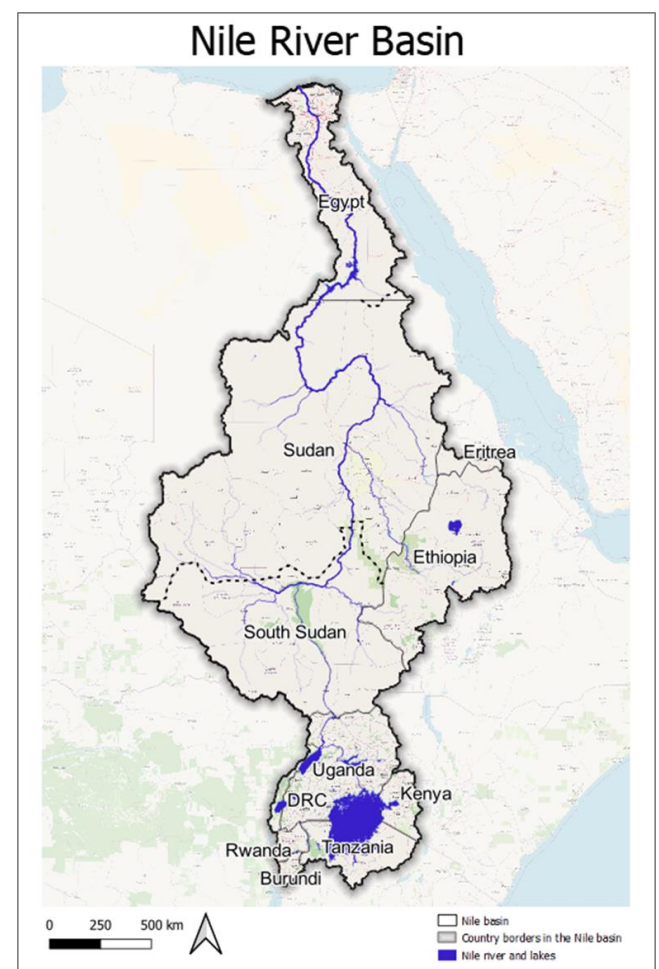 Nile River Basin
Egypt
Sudan
Eritrea
Ethiopia
South Sudan
Uganda
DRC
Kenya
Rwanda
Tanzania
Burundi
0 250 500 km
Nile basin
Country borders in the Nile basin
Nile river and lakes